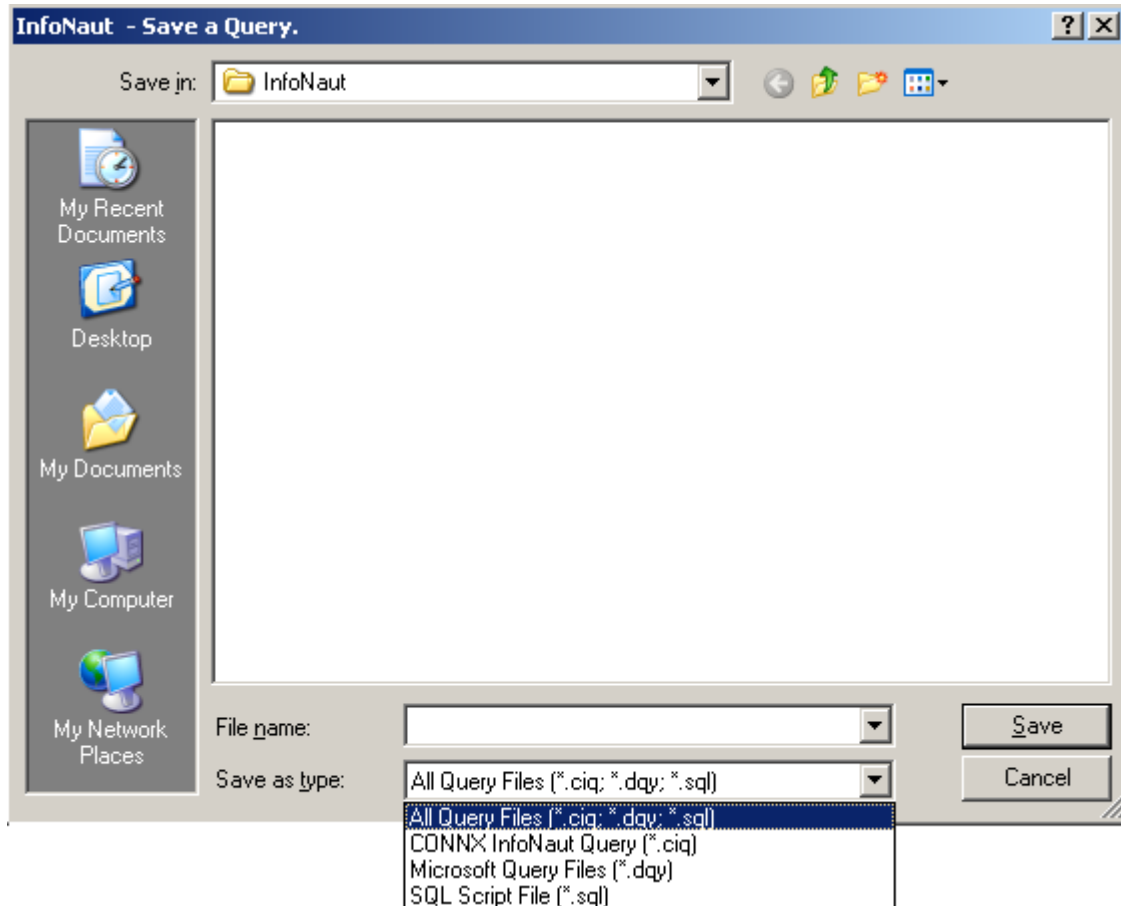 InfoNaut - Save a Query.
Save in:
InfoNaut
My Recent
Documents
Desktop
My Documents
My Computer
My Network
Places
File name:
Save
Save as type:
All Query Files (*.ciq; *.dqy; *.sql)
Cancel
All Query Files (*.ciq; *.dqy; *.sql)
CONNX InfoNaut Query (*.ciq)
Microsoft Query Files (*.dqy)
SQL Script File (*.sql)